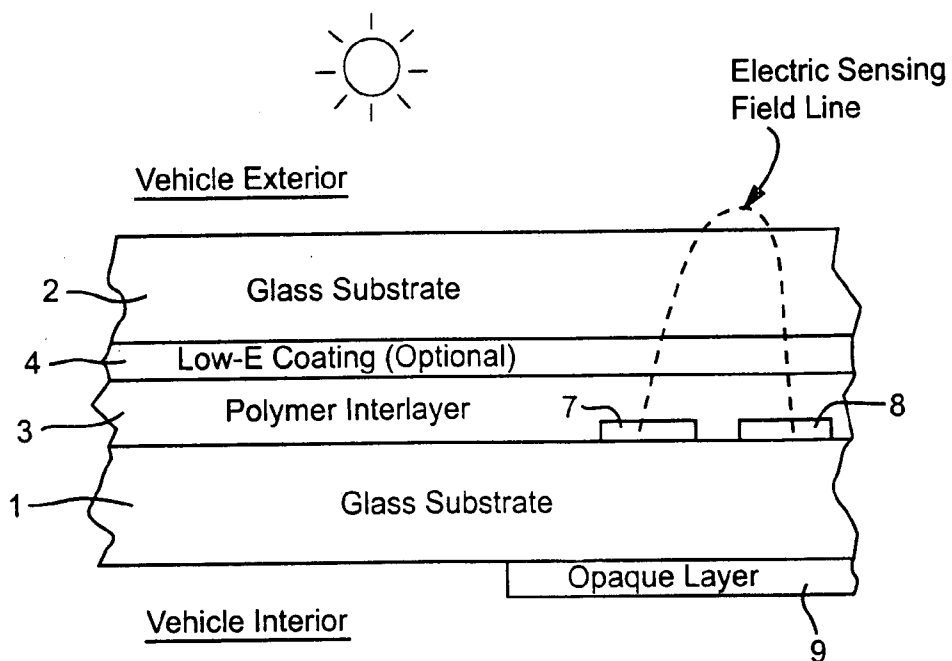 Electric Sensing
Field Line
Vehicle Exterior
2
Glass Substrate
4
Low-E Coating (Optional)
3
Polymer Interlayer
7
8
1
Glass Substrate
Opaque Layer
9
Vehicle Interior